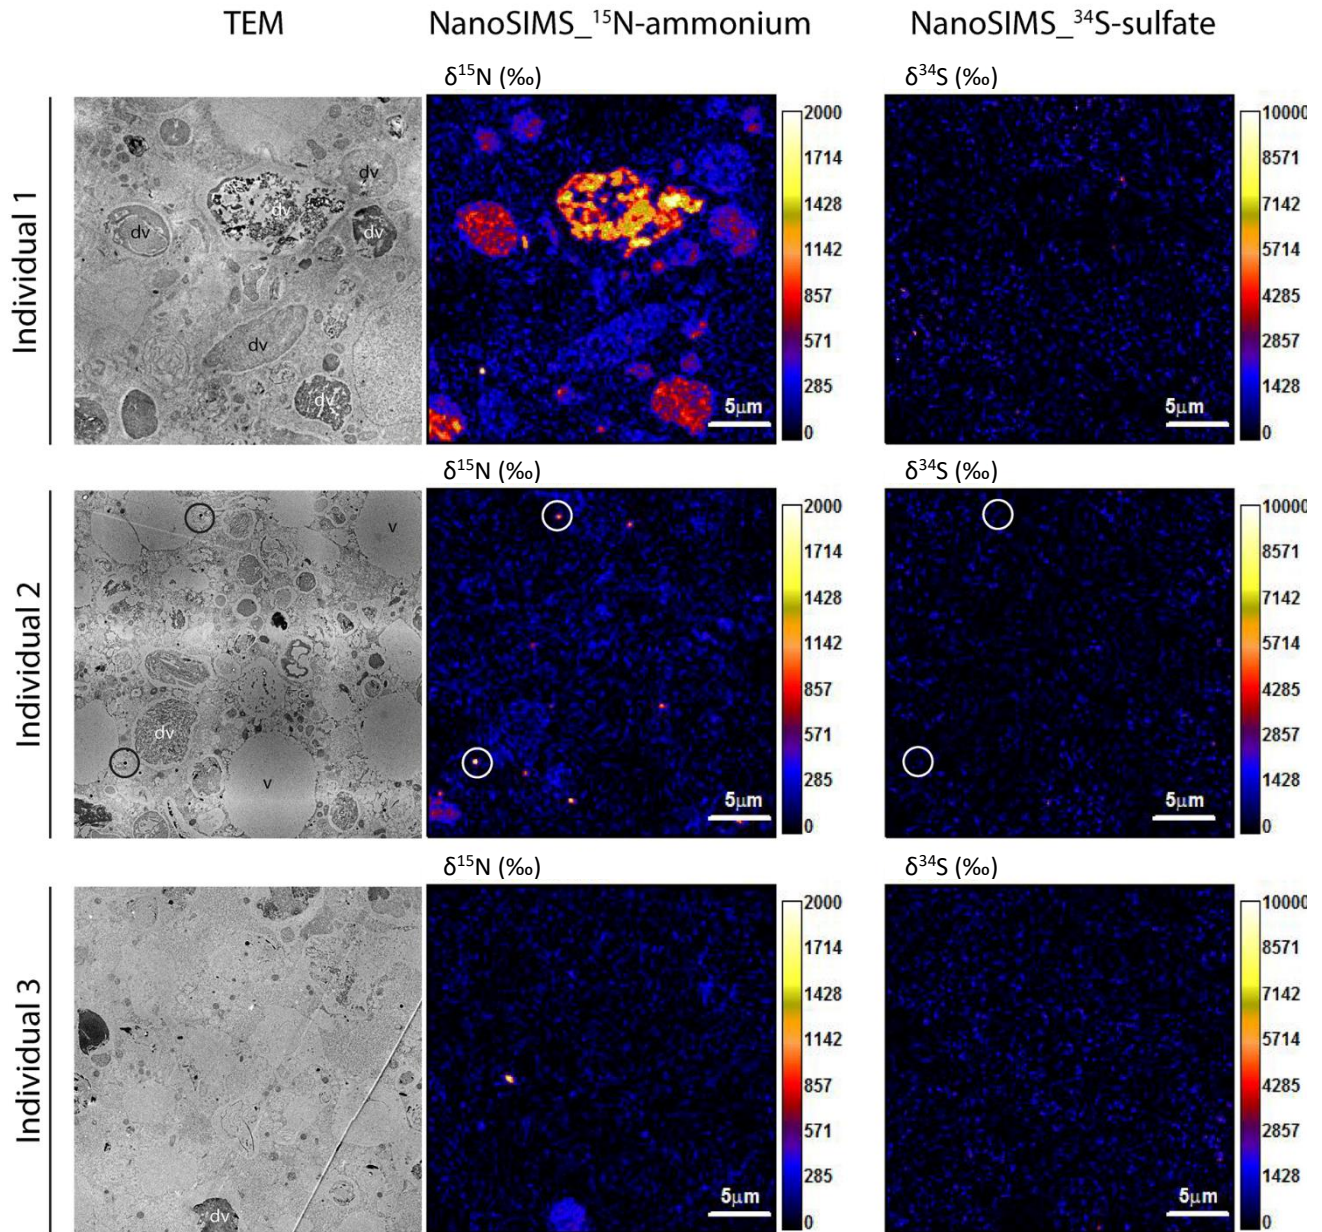 TEM
NanoSIMS_¹⁵N-ammonium
NanoSIMS_³⁴S-sulfate
Individual 1
dv
dv
dv
dv
dv
dv
δ¹⁵N (‰)
5μm
2000
1714
1428
1142
857
571
285
0
δ³⁴S (‰)
5μm
10000
8571
7142
5714
4285
2857
1428
0
Individual 2
v
dv
v
δ¹⁵N (‰)
5μm
2000
1714
1428
1142
857
571
285
0
δ³⁴S (‰)
5μm
10000
8571
7142
5714
4285
2857
1428
0
Individual 3
dv
δ¹⁵N (‰)
5μm
2000
1714
1428
1142
857
571
285
0
δ³⁴S (‰)
5μm
10000
8571
7142
5714
4285
2857
1428
0